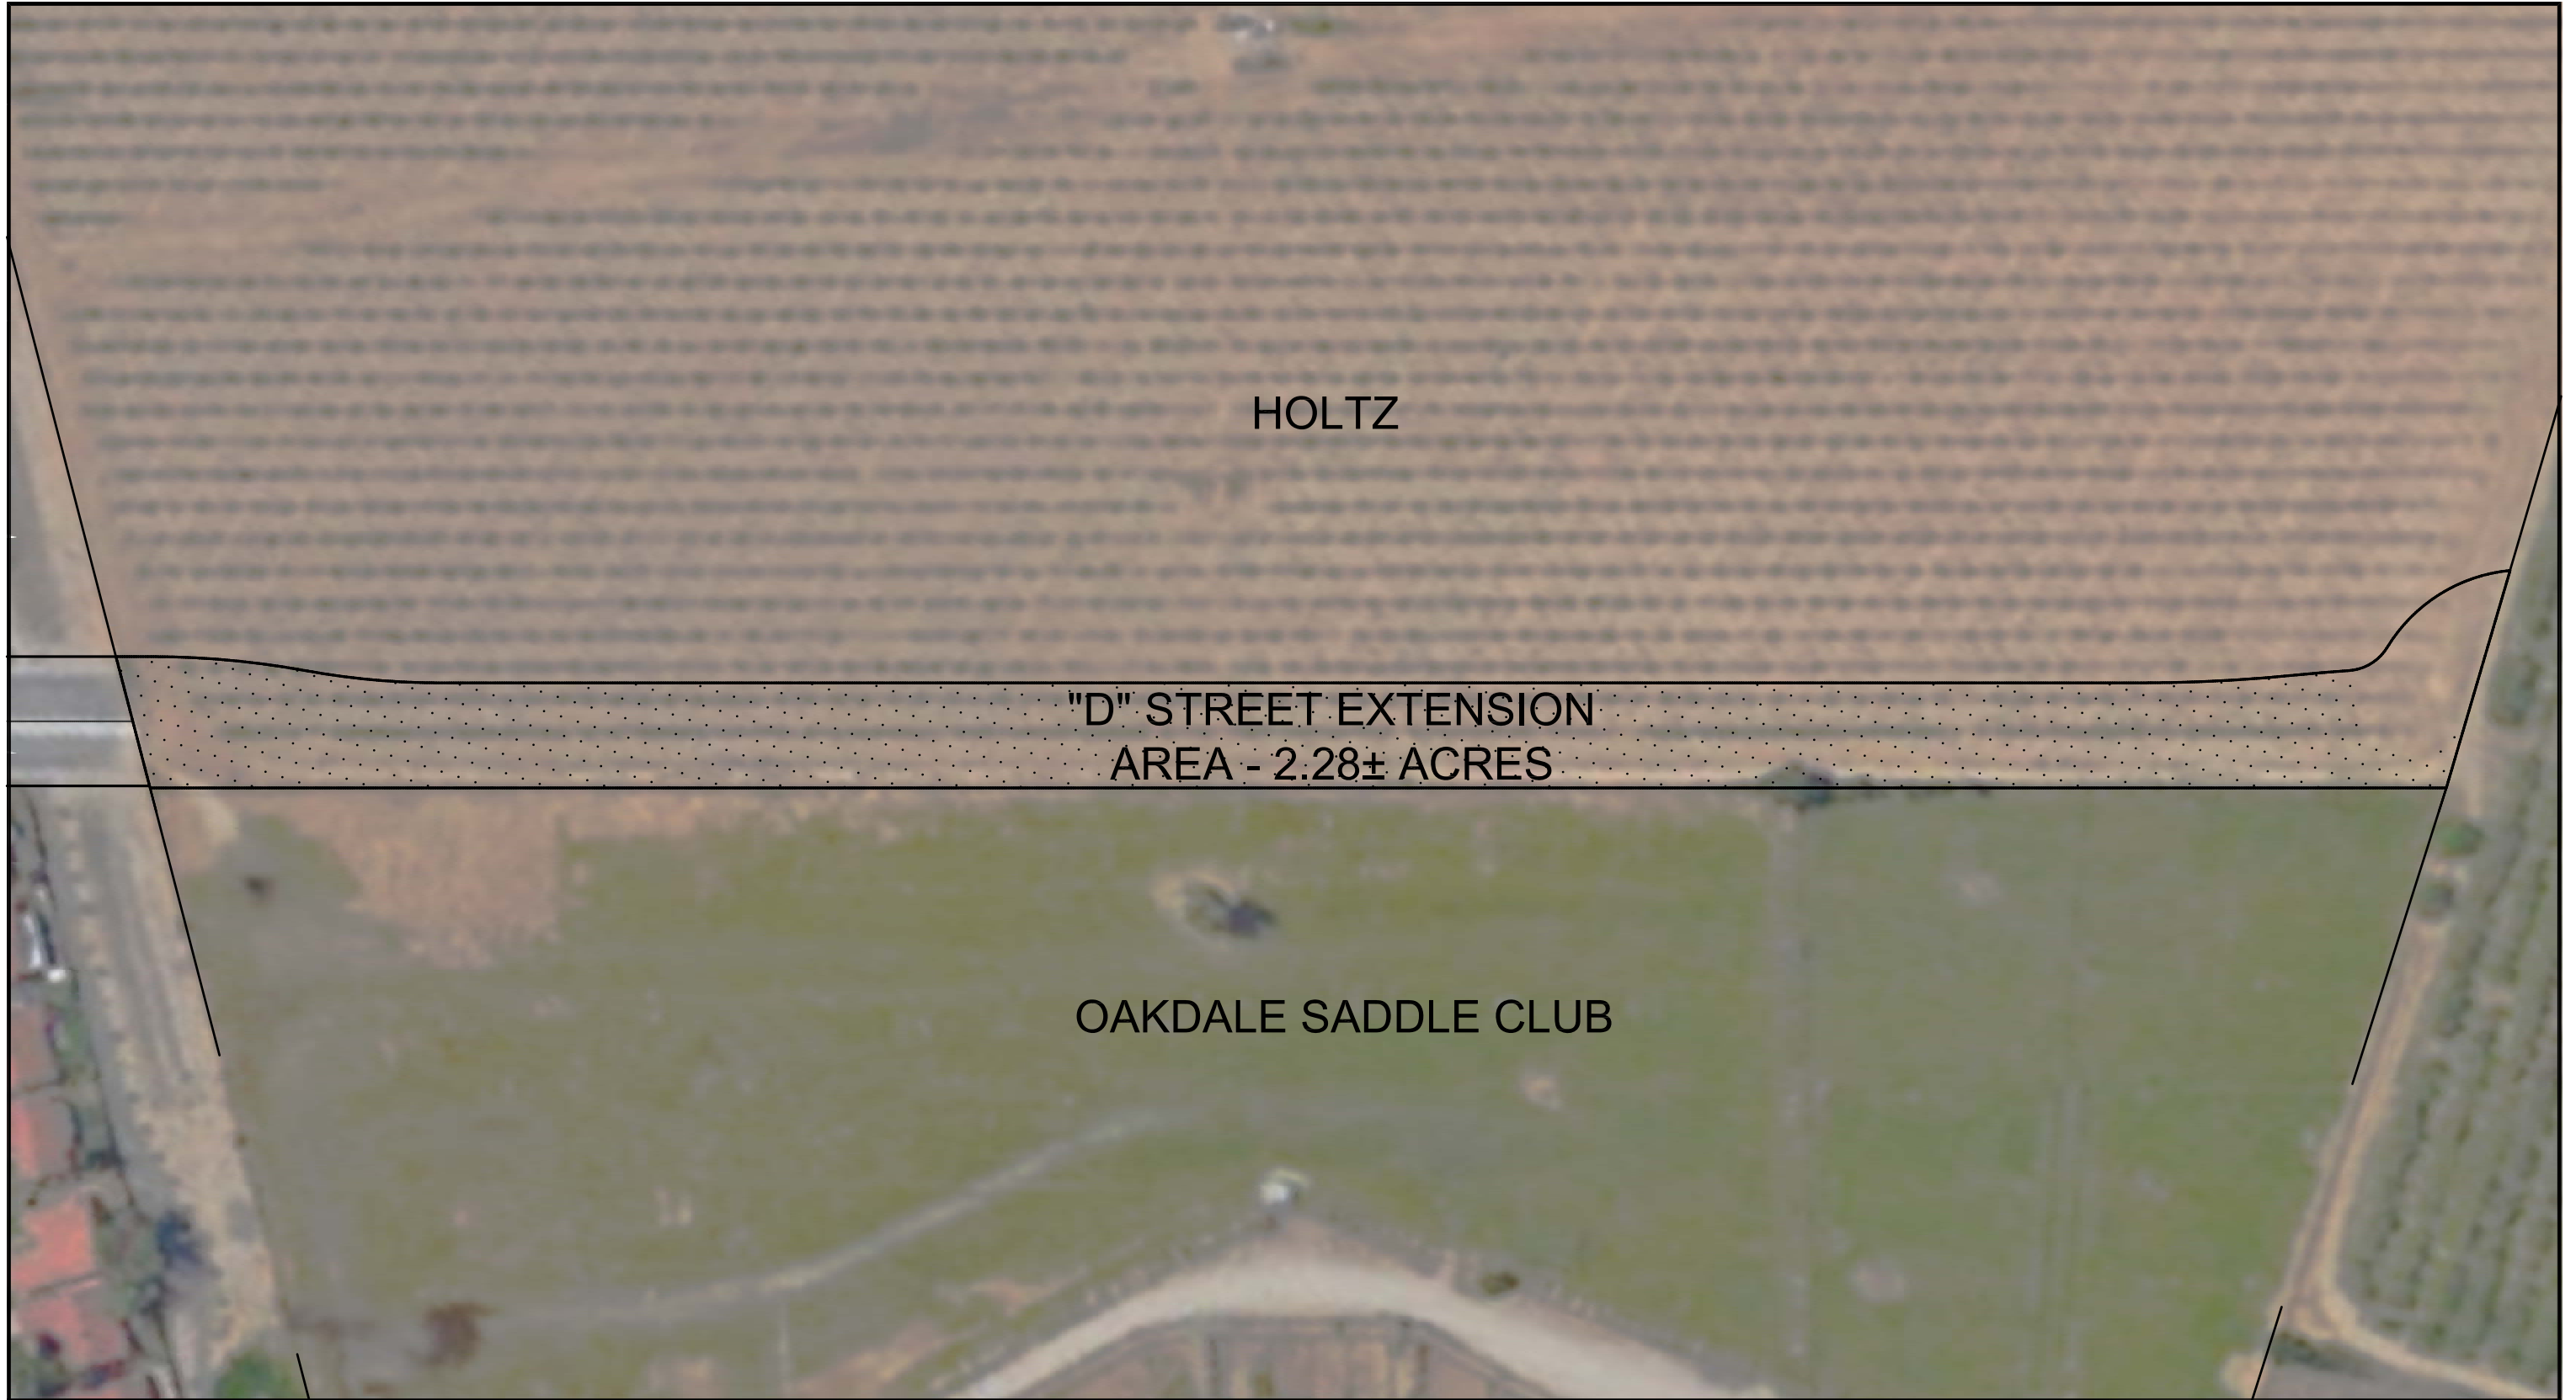 HOLTZ
"D" STREET EXTENSION
AREA - 2.28± ACRES
OAKDALE SADDLE CLUB